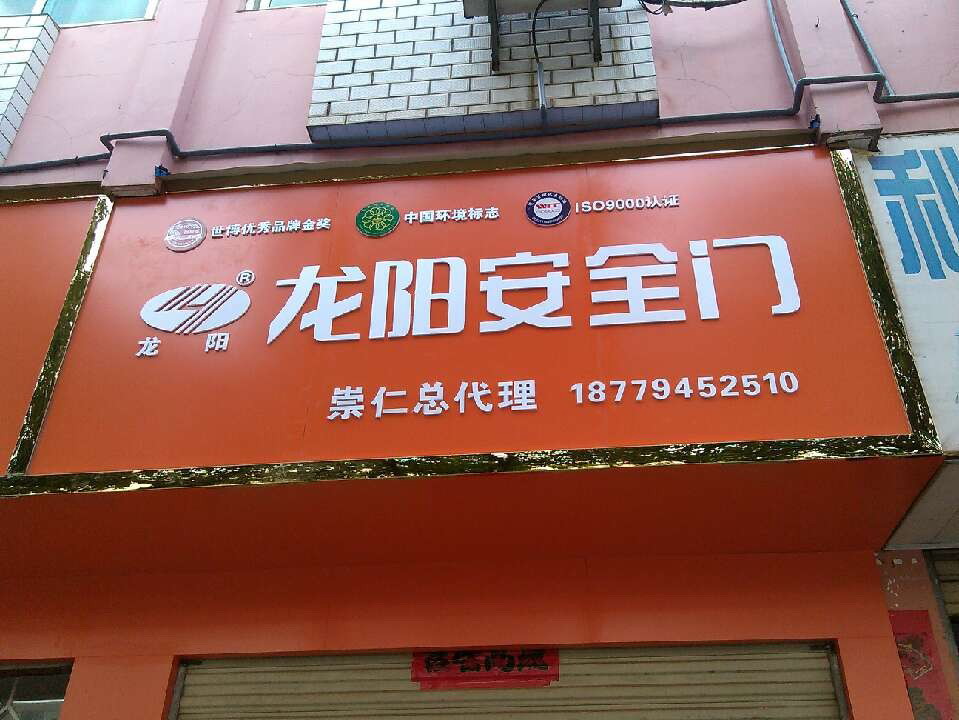 世博优秀品牌金奖 中国环境标志 ISO9000认证
龙阳 ® 龙阳安全门
崇仁总代理 18779452510
利